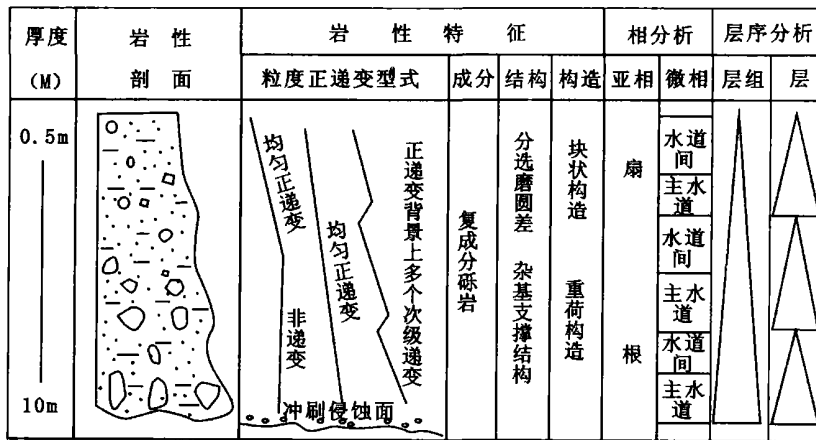 厚度
(M)
岩 性
剖 面
岩 性 特 征
相分析
层序分析
粒度正递变型式
成分
结构
构造
亚相
微相
层组
层
0.5m
10m
均匀正递变
非递变
均匀正递变
正递变背景上多个次级递变
冲刷侵蚀面
复成分砾岩
分选磨圆差 杂基支撑结构
块状构造 重荷构造
扇 根
水道
间
主水
道
水道
间
主水
道
水道
间
主水
道